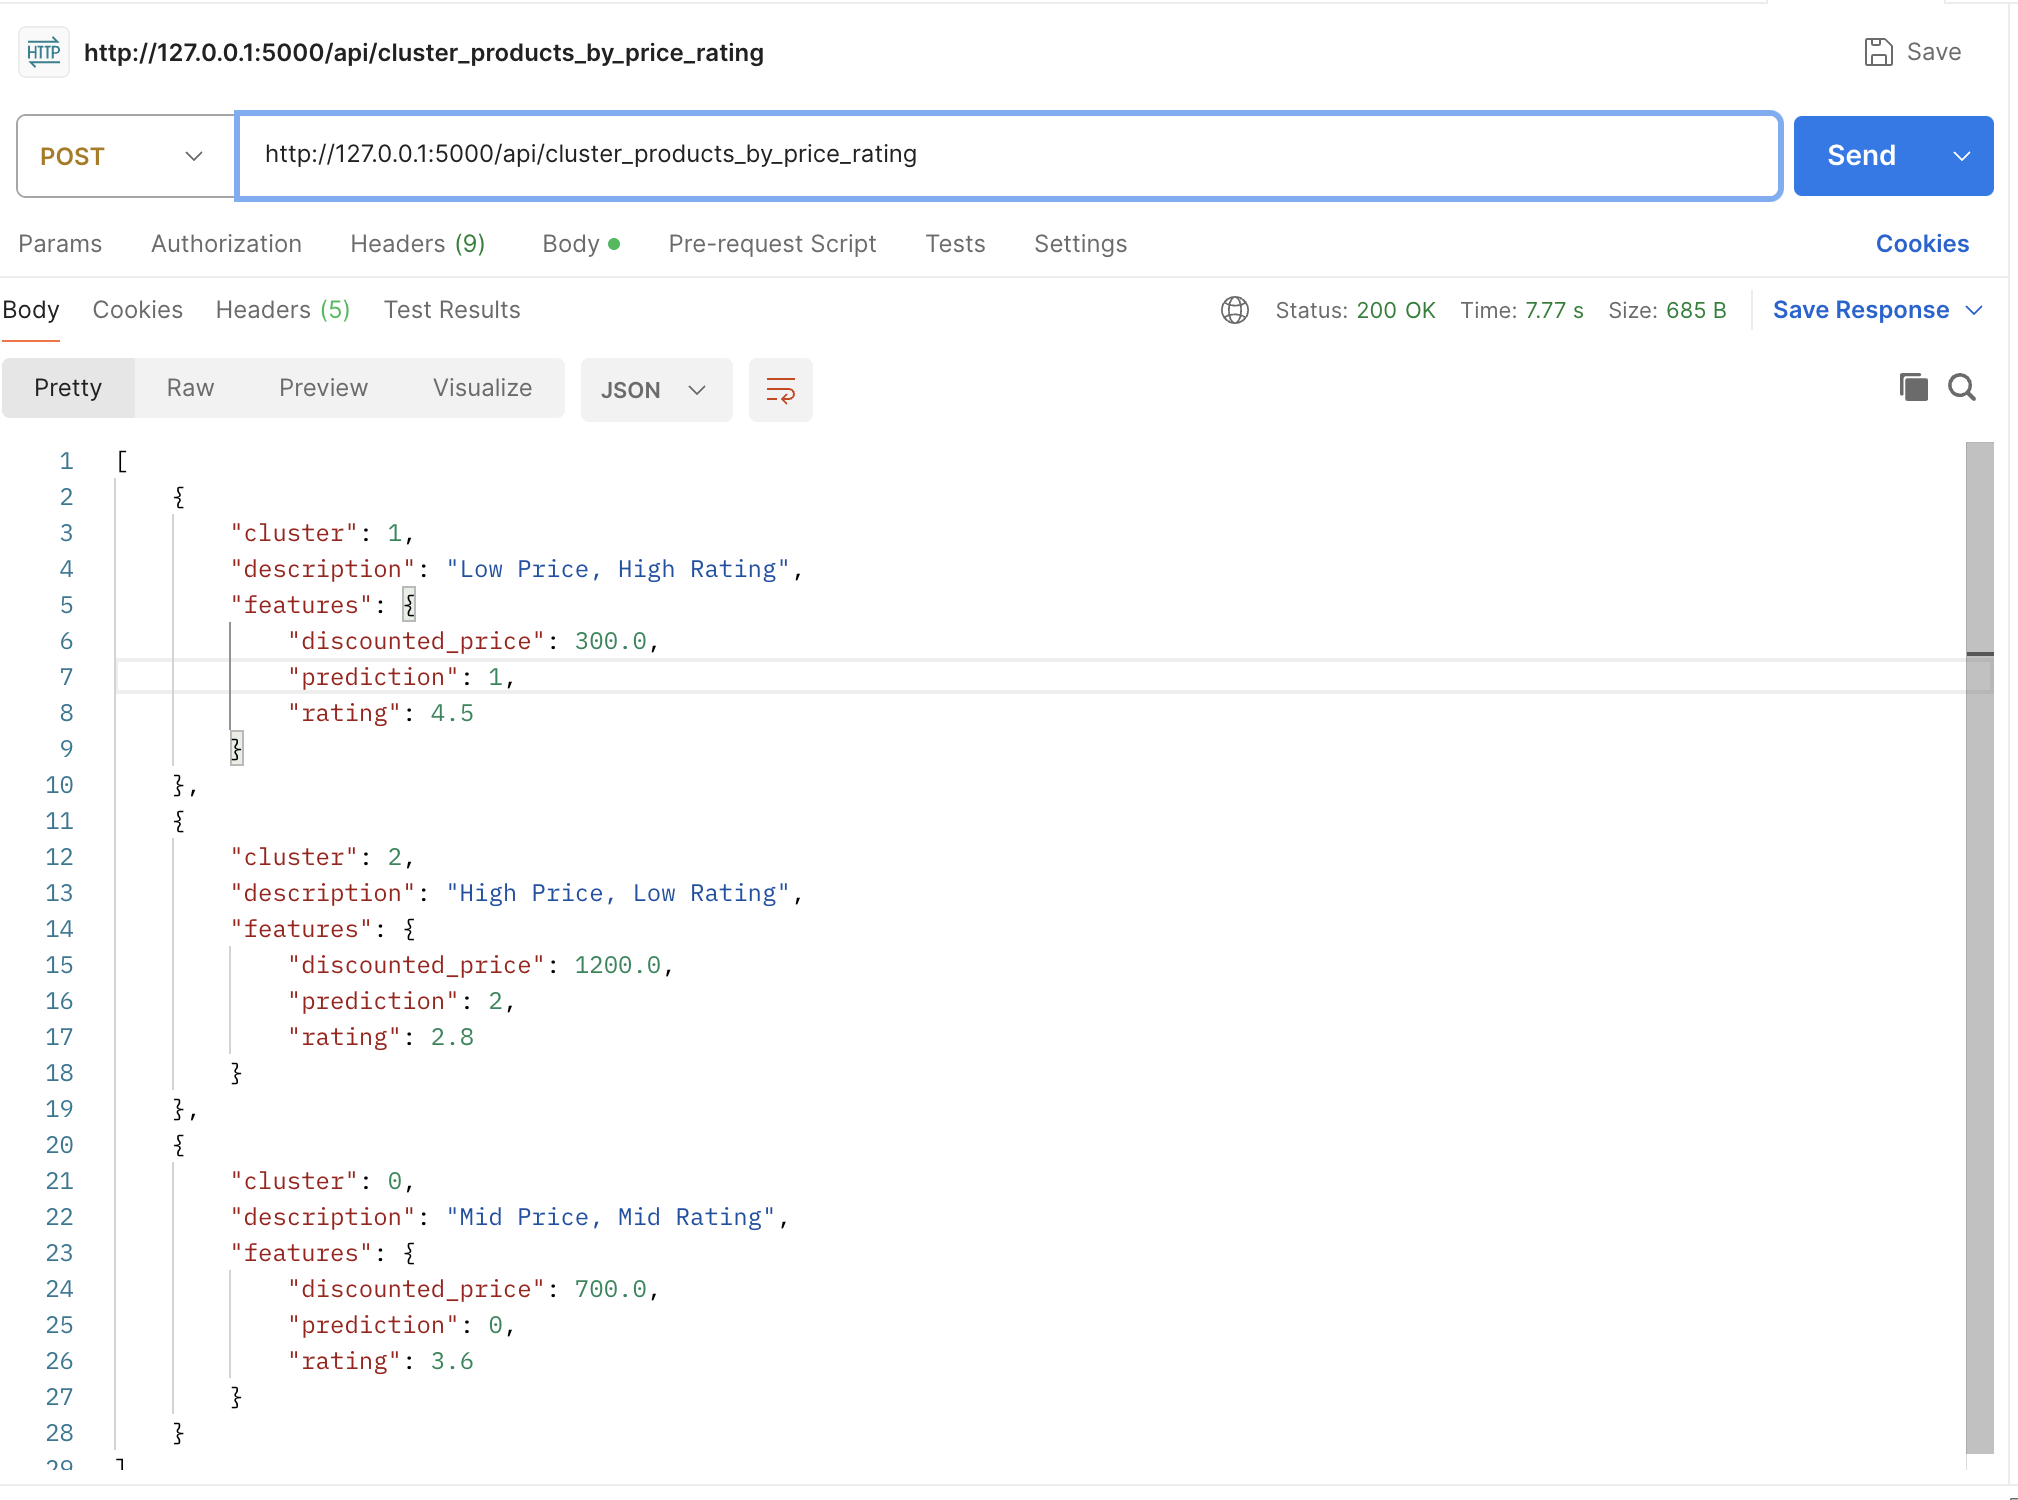 HTTP http://127.0.0.1:5000/api/cluster_products_by_price_rating Save
POST http://127.0.0.1:5000/api/cluster_products_by_price_rating Send
Params Authorization Headers (9) Body Pre-request Script Tests Settings Cookies
Body Cookies Headers (5) Test Results Status: 200 OK Time: 7.77 s Size: 685 B Save Response
Pretty Raw Preview Visualize JSON
1 [
2 {
3 "cluster": 1,
4 "description": "Low Price, High Rating",
5 "features": {
6 "discounted_price": 300.0,
7 "prediction": 1,
8 "rating": 4.5
9 }
10 },
11 {
12 "cluster": 2,
13 "description": "High Price, Low Rating",
14 "features": {
15 "discounted_price": 1200.0,
16 "prediction": 2,
17 "rating": 2.8
18 }
19 },
20 {
21 "cluster": 0,
22 "description": "Mid Price, Mid Rating",
23 "features": {
24 "discounted_price": 700.0,
25 "prediction": 0,
26 "rating": 3.6
27 }
28 }
29 ]